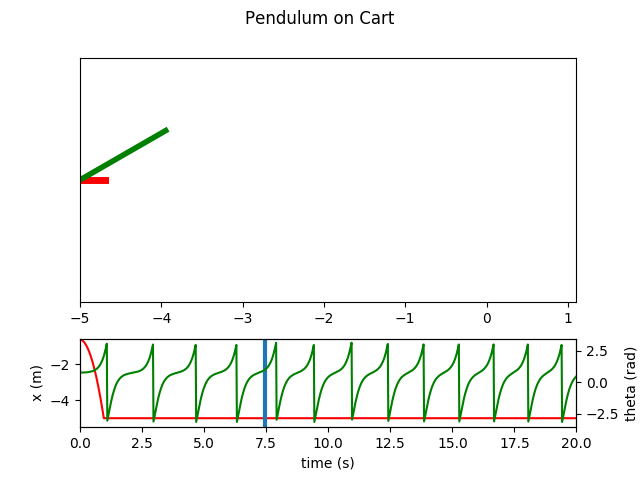 Pendulum on Cart
−5 −4 −3 −2 −1 0 1
−2
−4
x (m)
2.5
0.0
−2.5
theta (rad)
0.0 2.5 5.0 7.5 10.0 12.5 15.0 17.5 20.0
time (s)